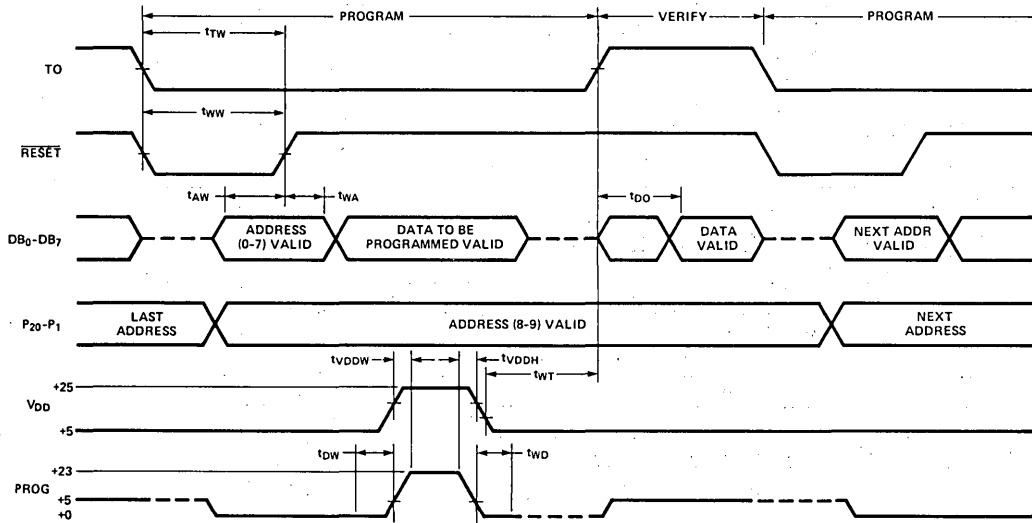 PROGRAM VERIFY PROGRAM
tTW
TO
tWW
RESET
tAW tWA tDO
DB0-DB7
ADDRESS
(0-7) VALID
DATA TO BE
PROGRAMMED VALID
DATA
VALID
NEXT ADDR
VALID
P20-P1
LAST
ADDRESS
ADDRESS (8-9) VALID
NEXT
ADDRESS
tVDDW tVDDH
tWT
+25
VDD
+5
tDW tWD
+23
PROG
+5
+0